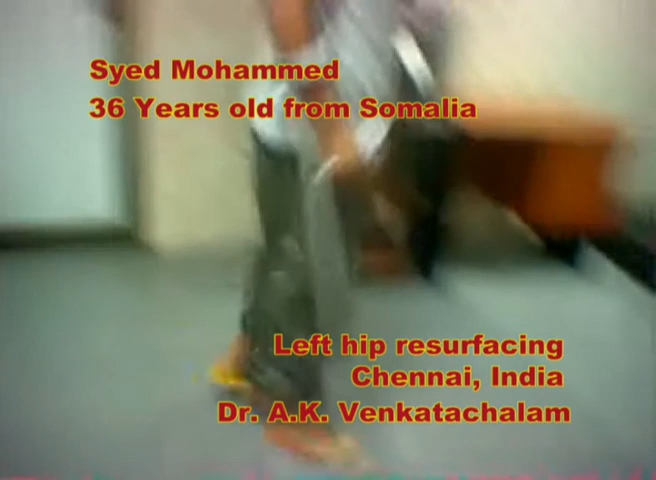 Syed Mohammed
36 Years old from Somalia
Left hip resurfacing
Chennai, India
Dr. A.K. Venkatachalam